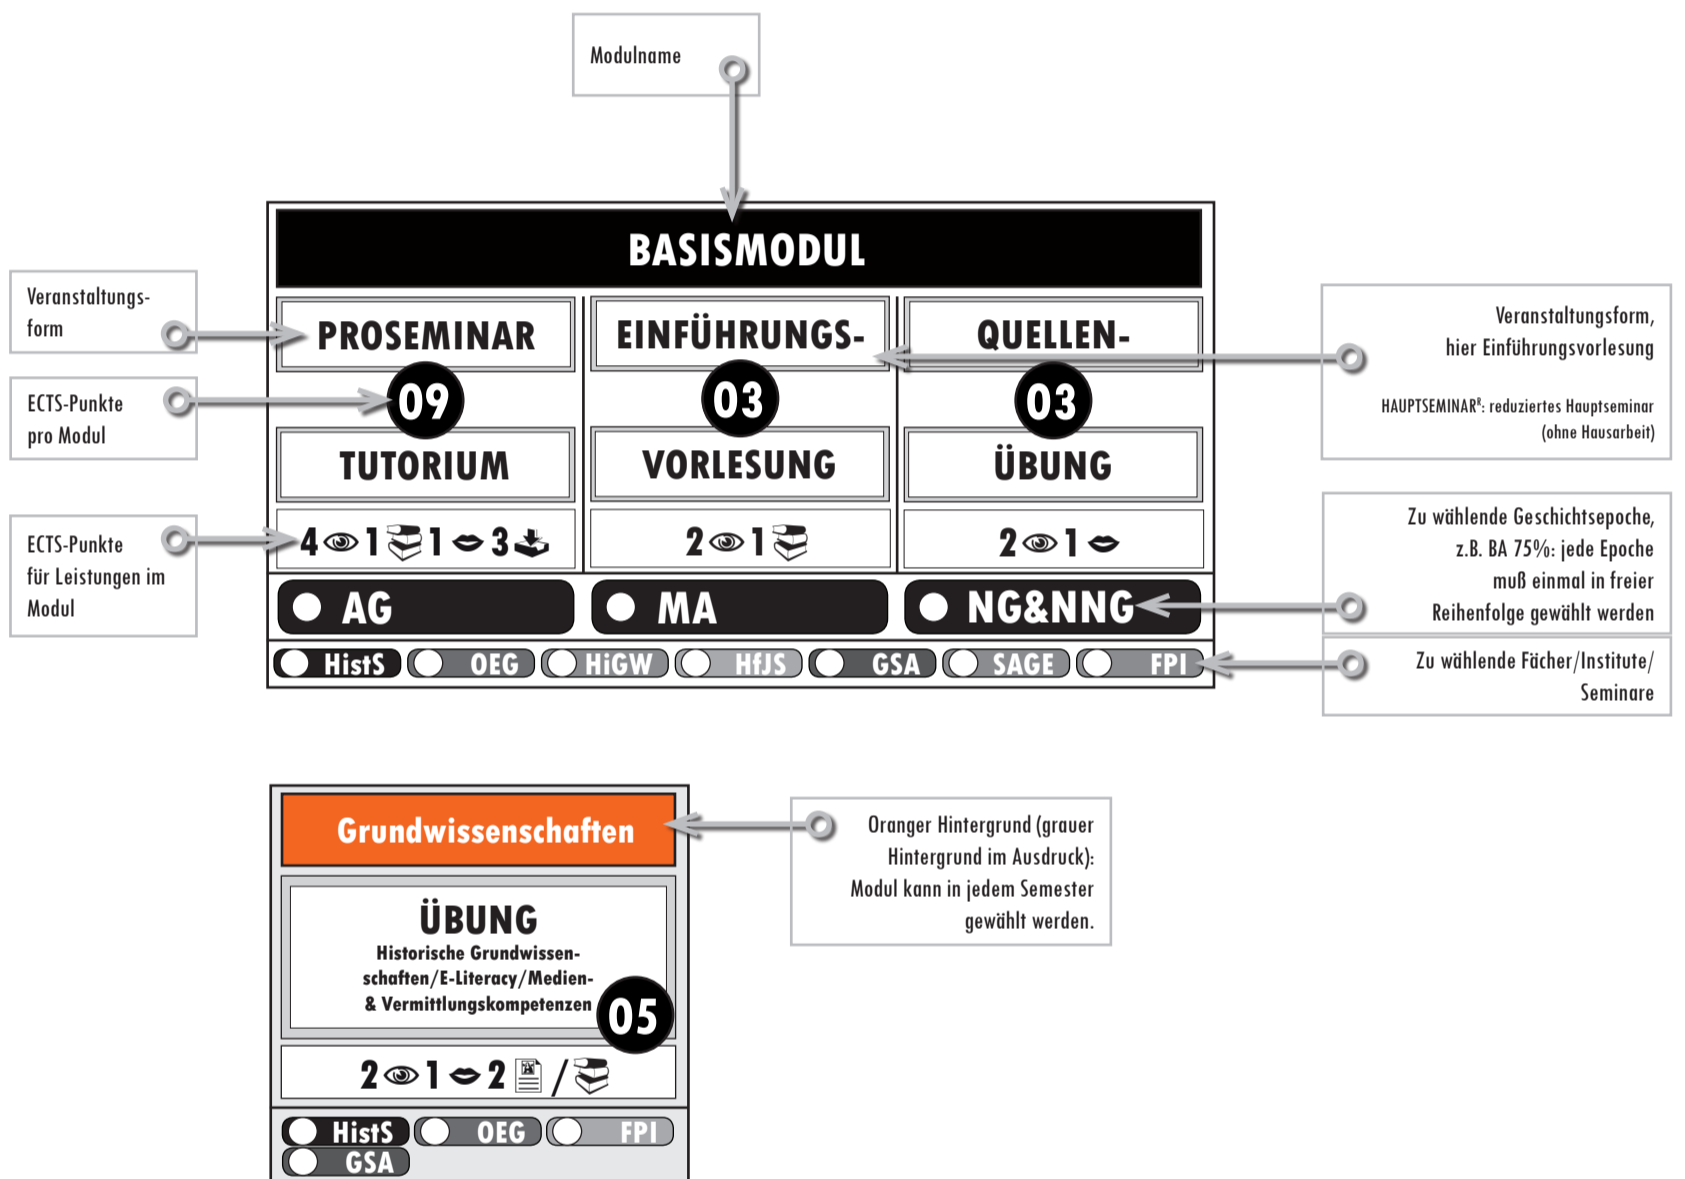 Modulname
BASISMODUL
Veranstaltungs-
form
PROSEMINAR
EINFÜHRUNGS-
QUELLEN-
Veranstaltungsform,
hier Einführungsvorlesung
HAUPTSEMINARᴿ: reduziertes Hauptseminar
(ohne Hausarbeit)
ECTS-Punkte
pro Modul
09
03
03
TUTORIUM
VORLESUNG
ÜBUNG
ECTS-Punkte
für Leistungen im
Modul
4 1 1 3
2 1
2 1
Zu wählende Geschichtsepoche,
z.B. BA 75%: jede Epoche
muß einmal in freier
Reihenfolge gewählt werden
AG
MA
NG&NNG
HistS
OEG
HiGW
HfJS
GSA
SAGE
FPI
Zu wählende Fächer/Institute/
Seminare
Grundwissenschaften
Oranger Hintergrund (grauer
Hintergrund im Ausdruck):
Modul kann in jedem Semester
gewählt werden.
ÜBUNG
Historische Grundwissen-
schaften/E-Literacy/Medien-
& Vermittlungskompetenzen
05
2 1 2 /
HistS
OEG
FPI
GSA